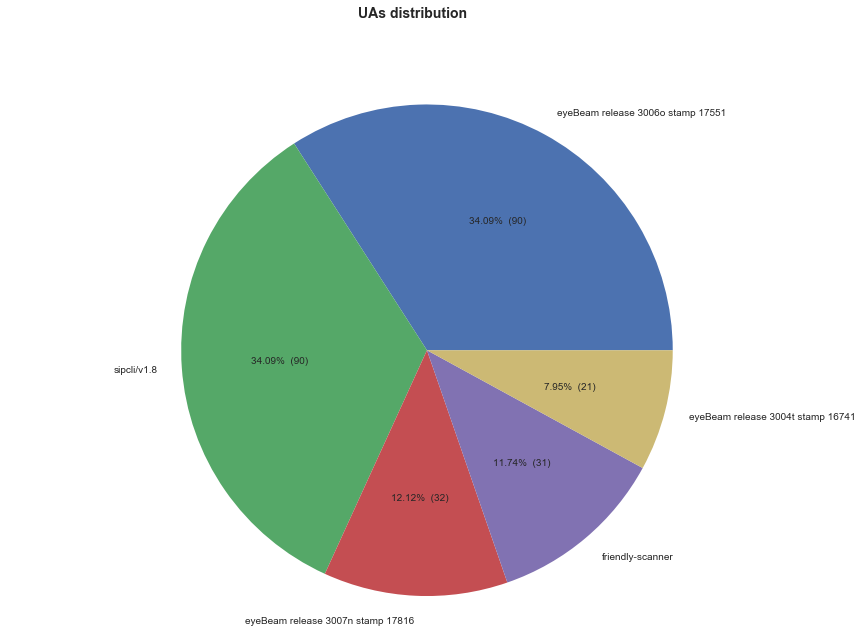 UAs distribution
eyeBeam release 3006o stamp 17551
34.09% (90)
34.09% (90)
sipcli/v1.8
7.95% (21)
eyeBeam release 3004t stamp 16741
11.74% (31)
12.12% (32)
friendly-scanner
eyeBeam release 3007n stamp 17816